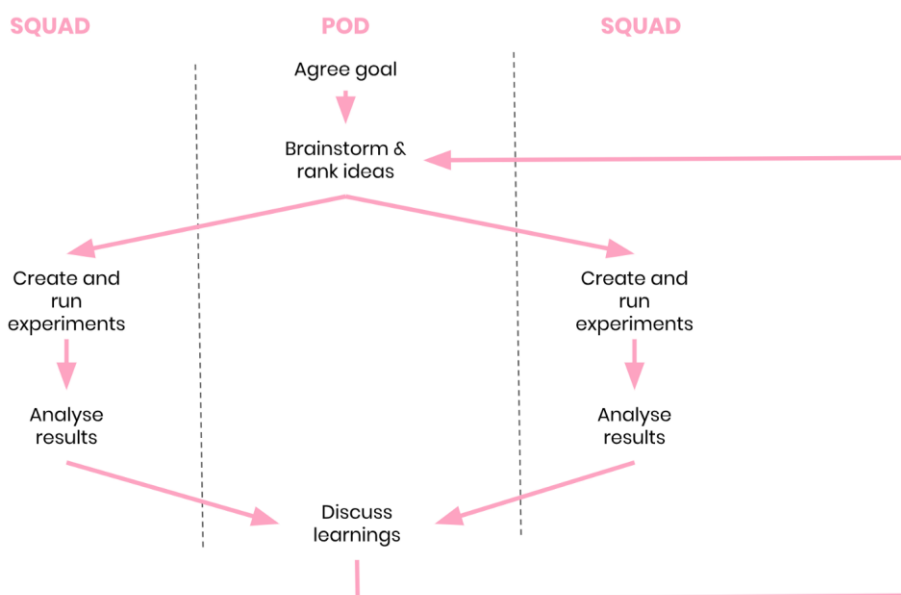 SQUAD
POD
SQUAD
Agree goal
Brainstorm &
rank ideas
Create and
run
experiments
Create and
run
experiments
Analyse
results
Analyse
results
Discuss
learnings